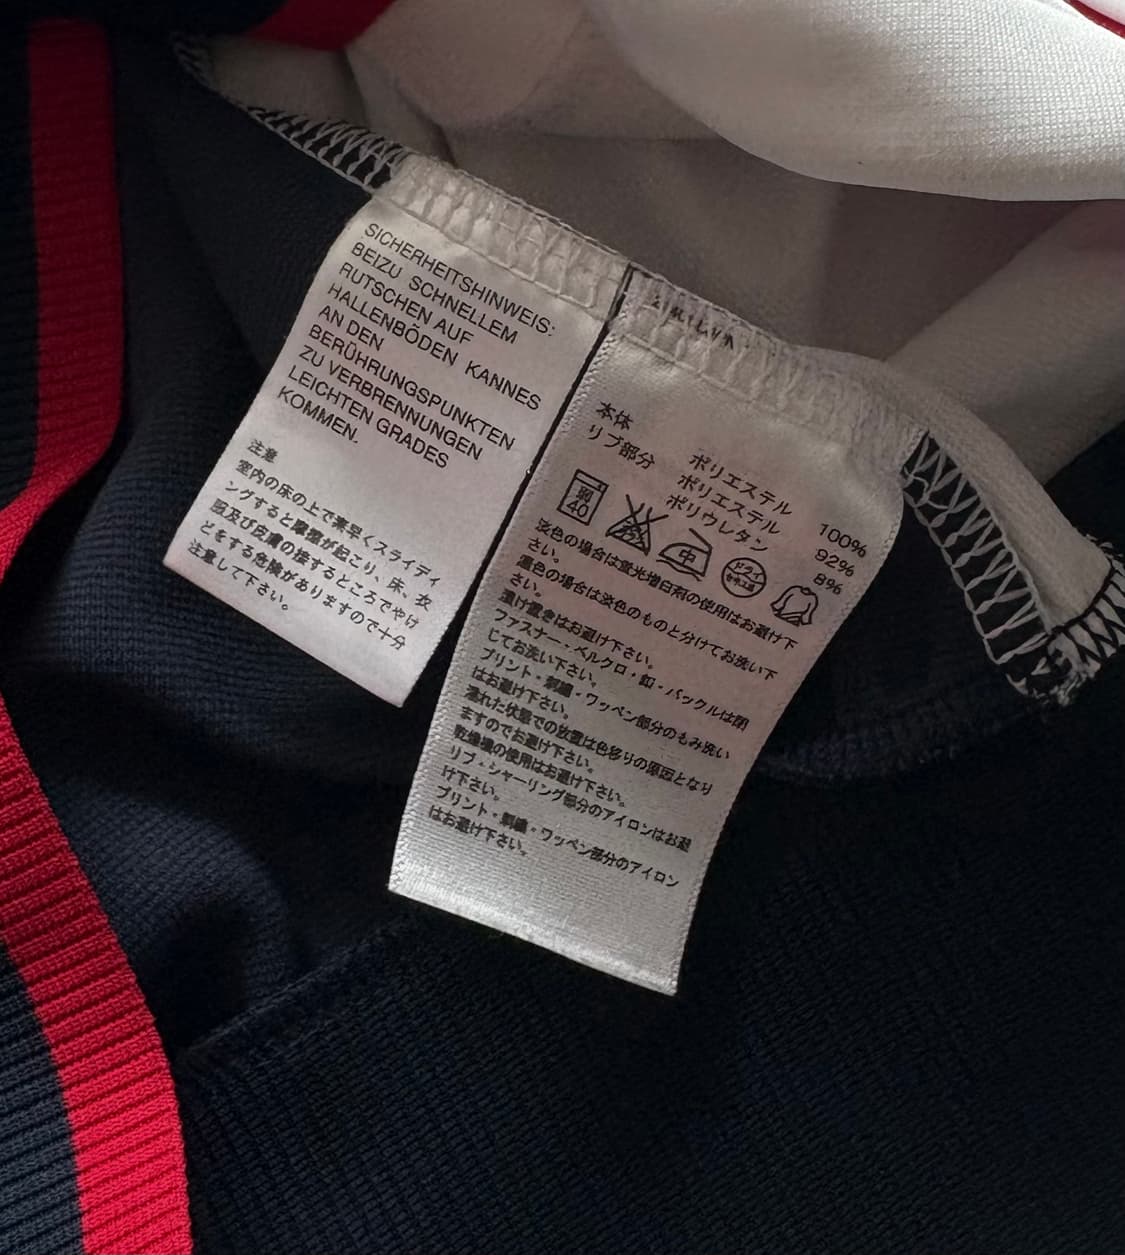 SICHERHEITSHINWEIS:
BEIZU SCHNELLEM
RUTSCHEN AUF
HALLENBÖDEN KANNES
AN DEN
BERÜHRUNGSPUNKTEN
ZU VERBRENNUNGEN
LEICHTEN GRADES
KOMMEN.
注意
室内の床の上で素早くスライディ
ングすると摩擦が起こり、床、衣
服及び皮膚の接するところでやけ
どをする危険がありますので十分
注意して下さい。
本体 ポリエステル 100%
リブ部分 ポリエステル 92%
ポリウレタン 8%
弱
40
中
ドライ
淡色の場合は蛍光増白剤の使用はお避け下
さい。
濃色の場合は淡色のものと分けてお洗い下
さい。
漬け置きはお避け下さい。
ファスナー・ベルクロ・釦・バックルは閉
じてお洗い下さい。
プリント・刺繍・ワッペン部分のもみ洗い
はお避け下さい。
濡れた状態での放置は色移りの原因となり
ますのでお避け下さい。
乾燥機の使用はお避け下さい。
リブ・シャーリング部分のアイロンはお避
け下さい。
プリント・刺繍・ワッペン部分のアイロン
はお避け下さい。